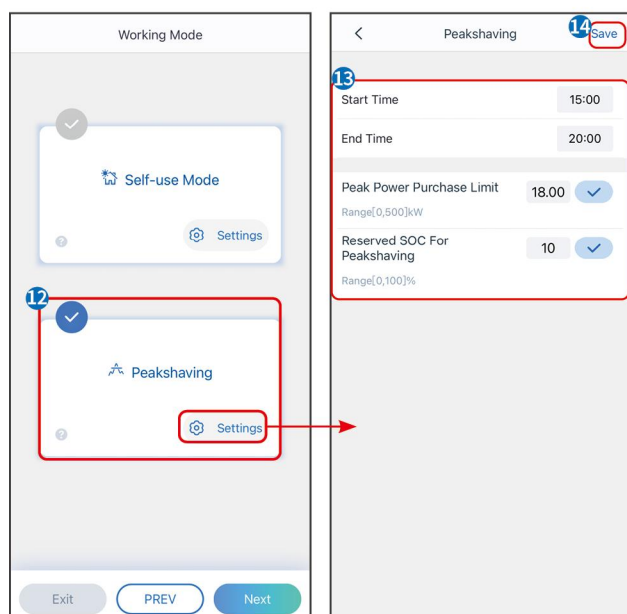 Working Mode
Self-use Mode
Settings
12
Peakshaving
Settings
Exit
PREV
Next
Peakshaving
14
Save
13
Start Time
15:00
End Time
20:00
Peak Power Purchase Limit
18.00
Range[0,500]kW
Reserved SOC For
Peakshaving
10
Range[0,100]%